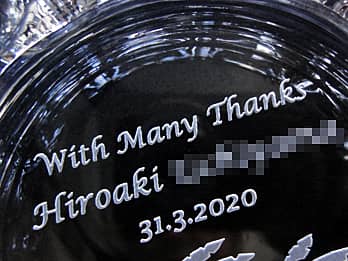 With Many Thanks
Hiroaki
31.3.2020